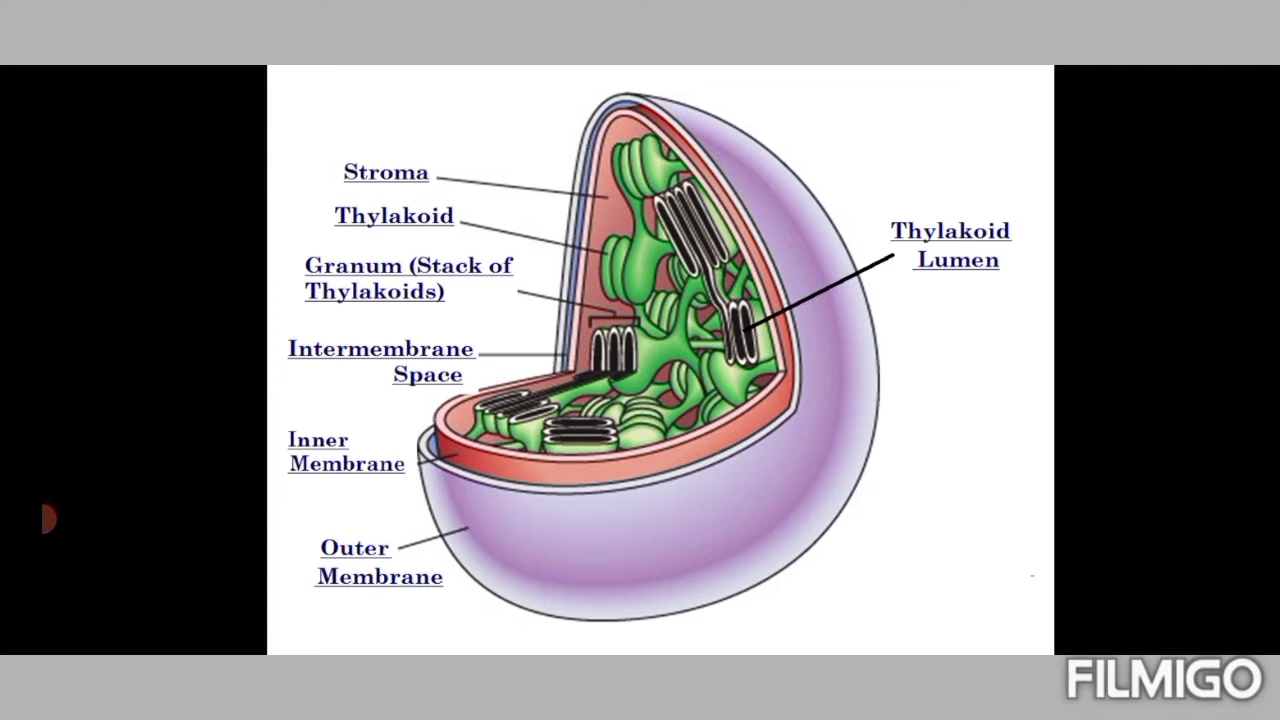 Stroma
Thylakoid
Granum (Stack of
Thylakoids)
Intermembrane
Space
Inner
Membrane
Outer
Membrane
Thylakoid
Lumen
FILMIGO